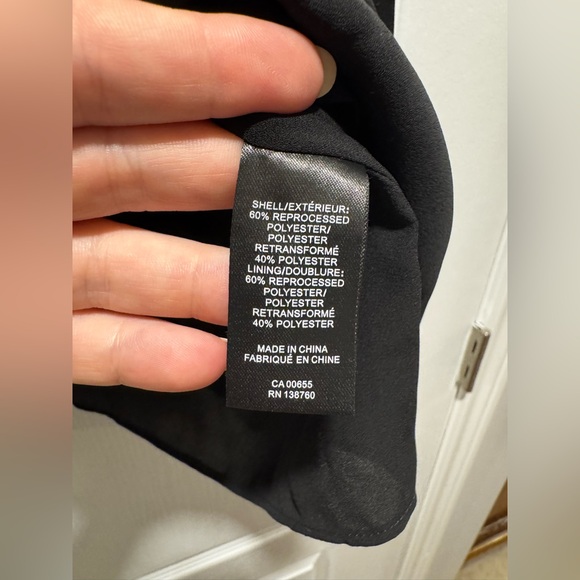 SHELL/EXTÉRIEUR:
60% REPROCESSED
POLYESTER/
POLYESTER
RETRANSFORMÉ
40% POLYESTER
LINING/DOUBLURE:
60% REPROCESSED
POLYESTER/
POLYESTER
RETRANSFORMÉ
40% POLYESTER
MADE IN CHINA
FABRIQUÉ EN CHINE
CA 00655
RN 138760